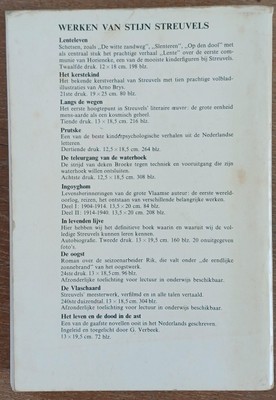 WERKEN VAN STIJN STREUVELS
Lenteleven
Schetsen, zoals „De witte zandweg", „Slenteren", „Op den dool" met
als centraal stuk het prachtige verhaal „Lente" over de eerste com-
munie van Horieneke, een van de mooiste kinderfiguren bij Streuvels.
Twaalfde druk. 12 × 18 cm. 198 blz.
Het kerstekind
Het bekende kunstverhaal van Streuvels met tien prachtige volblad-
illustraties van Arno Brys.
21ste druk. 19 × 25 cm. 80 blz.
Langs de wegen
Het eerste hoogtepunt in Streuvels' literair œuvre: de grote eenheid
mens-aarde als een kosmisch geheel.
Tiende druk. 13 × 18,5 cm. 216 blz.
Prutske
Een van de beste kindpsychologische verhalen uit de Nederlandse
letteren.
Dertiende druk. 12,5 × 18,5 cm. 264 blz.
De teleurgang van de waterhoek
De strijd van deken Broeke tegen techniek en vooruitgang die zijn
waterhoek willen ontsluiten.
Achtste druk. 12,5 × 18,5 cm. 308 blz.
Ingoyghem
Levensherinneringen van de grote Vlaamse auteur: de eerste wereld-
oorlog, reizen, het ontstaan van verschillende belangrijke werken.
Deel I: 1904-1914. 13,5 × 20 cm. 84 blz.
Deel II: 1914-1940. 13,5 × 20 cm. 208 blz.
In levenden lijve
Hier hebben wij het definitieve boek waarin en waaruit wij de vol-
ledige Streuvels kunnen leren kennen.
Autobiografie. Tweede druk. 13 × 19,5 cm. 160 blz. 20 onuitgegeven
foto's.
De oogst
Roman over de seizoenarbeider Rik, die valt onder „de eendlijke
zonnebrand" van het oogstwerk.
24ste druk. 13 × 18,5 cm. 96 blz.
Afzonderlijke toelichting voor lectuur in onderwijs beschikbaar.
De Vlaschaard
Streuvels' meesterwerk, verfilmd en in alle talen vertaald.
240ste duizendtal. 13 × 18,5 cm. 304 blz.
Afzonderlijke toelichting voor lectuur in onderwijs beschikbaar.
Het leven en de dood in de ast
Een van de gaafste novellen ooit in het Nederlands geschreven.
Ingeleid en toegelicht door G. Verbeek.
13 × 19,5 cm. 72 blz.